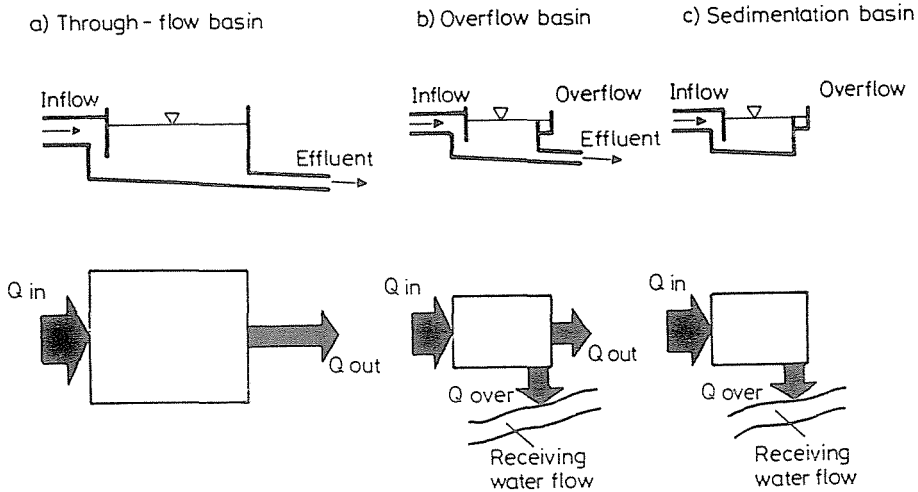 a) Through-flow basin
b) Overflow basin
c) Sedimentation basin
Inflow
Effluent
Inflow
Overflow
Effluent
Inflow
Overflow
Q in
Q out
Q in
Q out
Q over
Receiving
water flow
Q in
Q over
Receiving
water flow